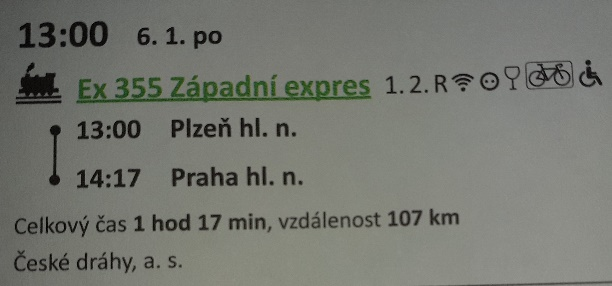 13:00 6. 1. po
Ex 355 Západní expres 1. 2. R
13:00 Plzeň hl. n.
14:17 Praha hl. n.
Celkový čas 1 hod 17 min, vzdálenost 107 km
České dráhy, a. s.